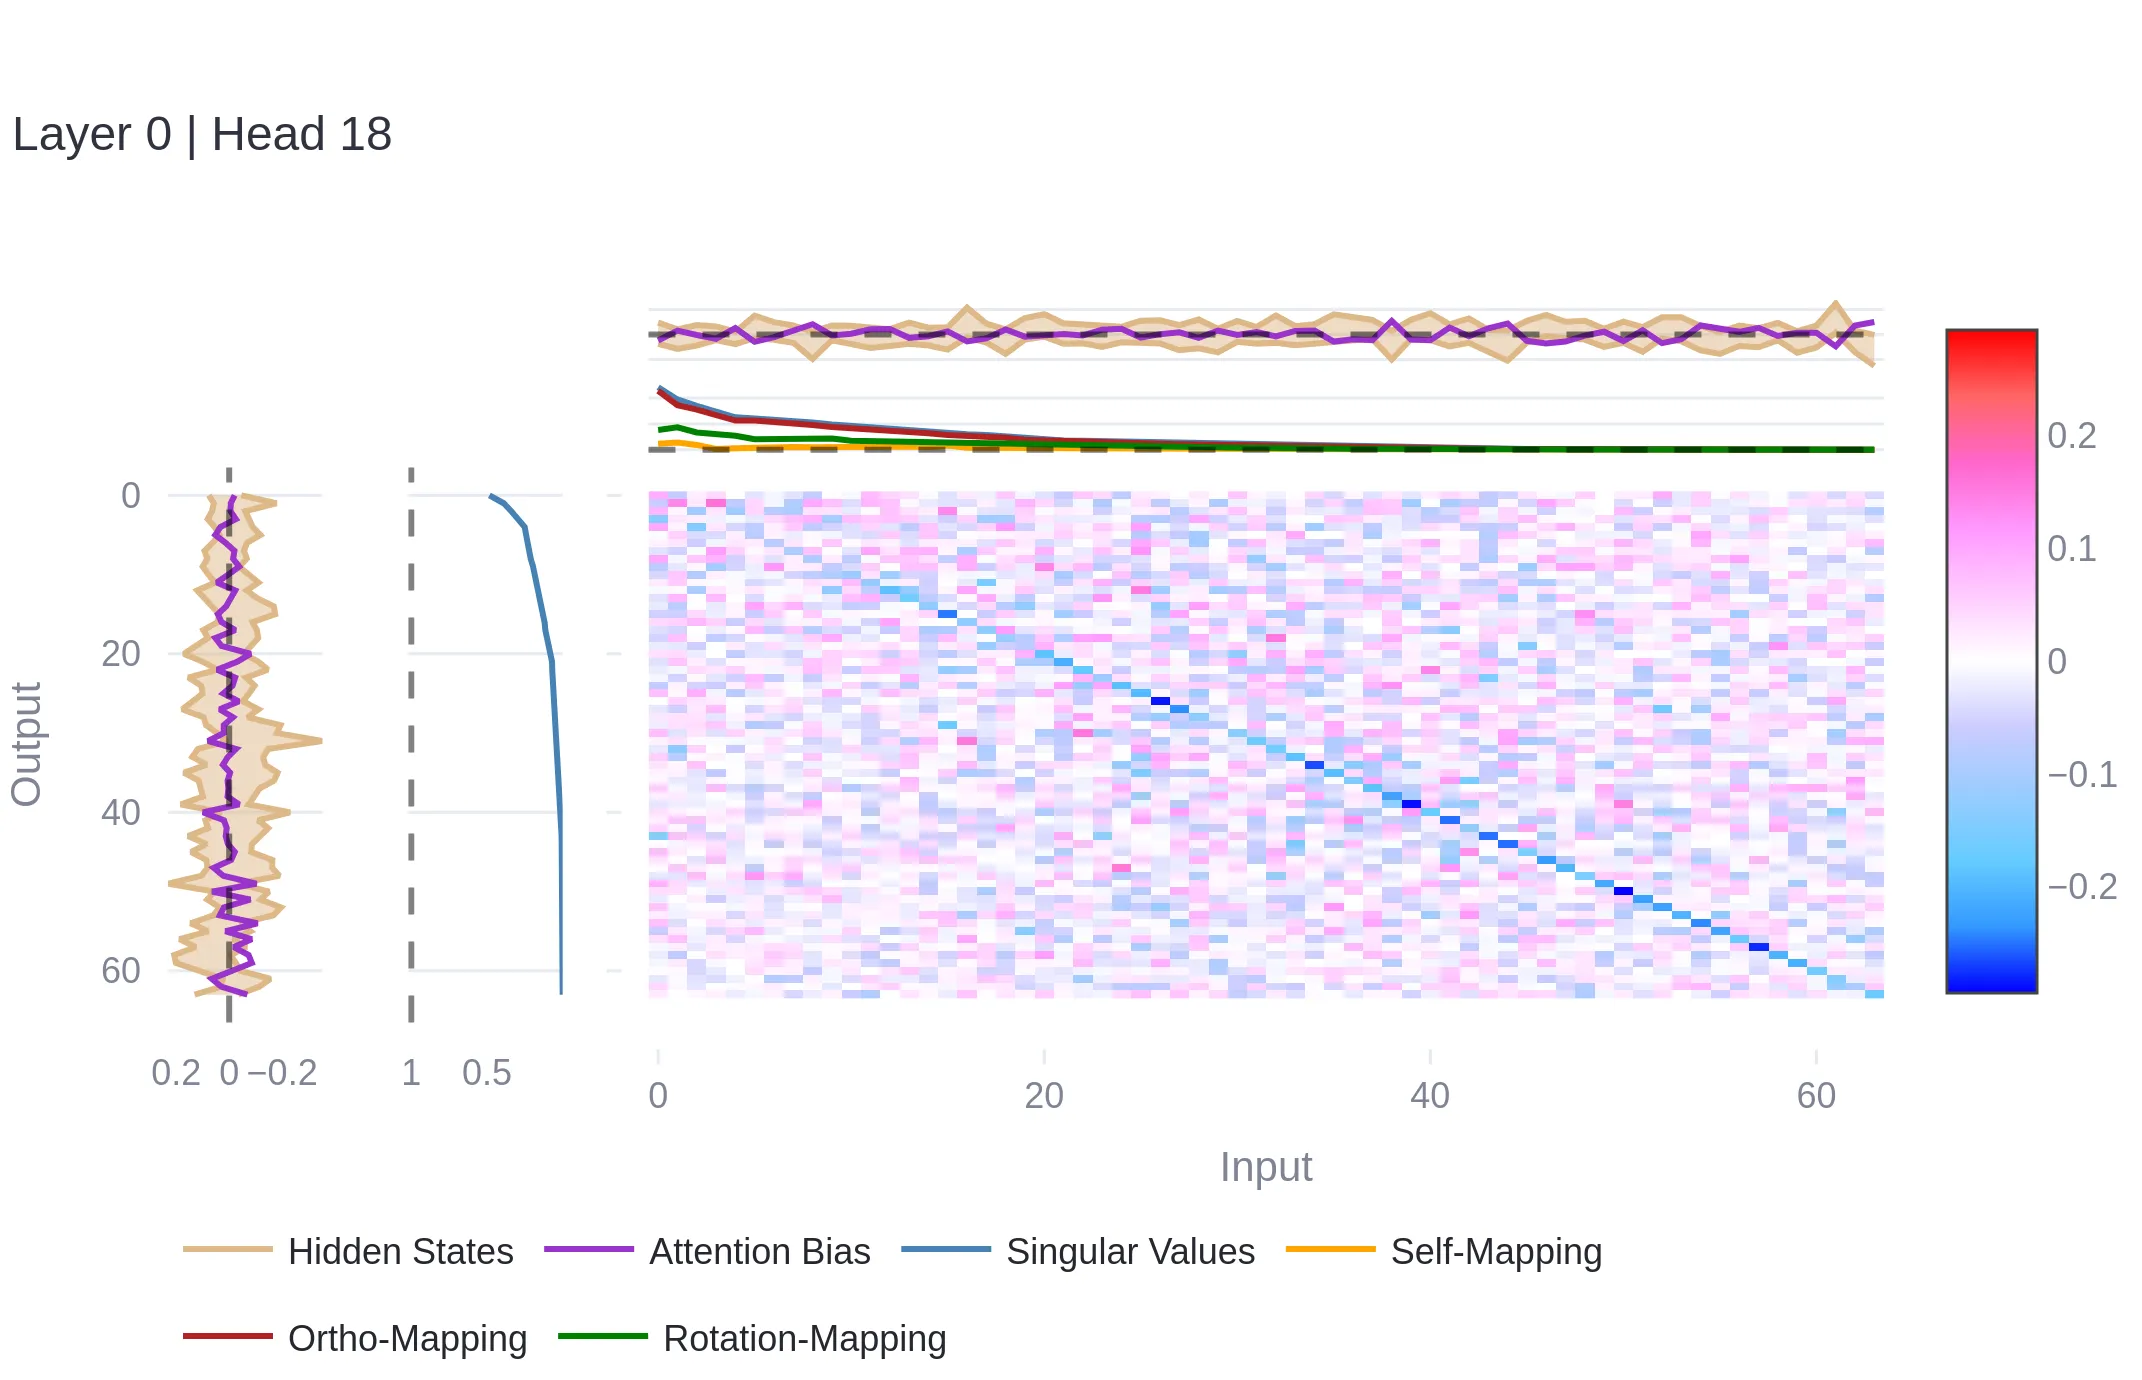 Layer 0 | Head 18
0
20
40
60
Output
0.2 0 −0.2
1 0.5
0 20 40 60
Input
0.2
0.1
0
−0.1
−0.2
Hidden States Attention Bias Singular Values Self-Mapping
Ortho-Mapping Rotation-Mapping